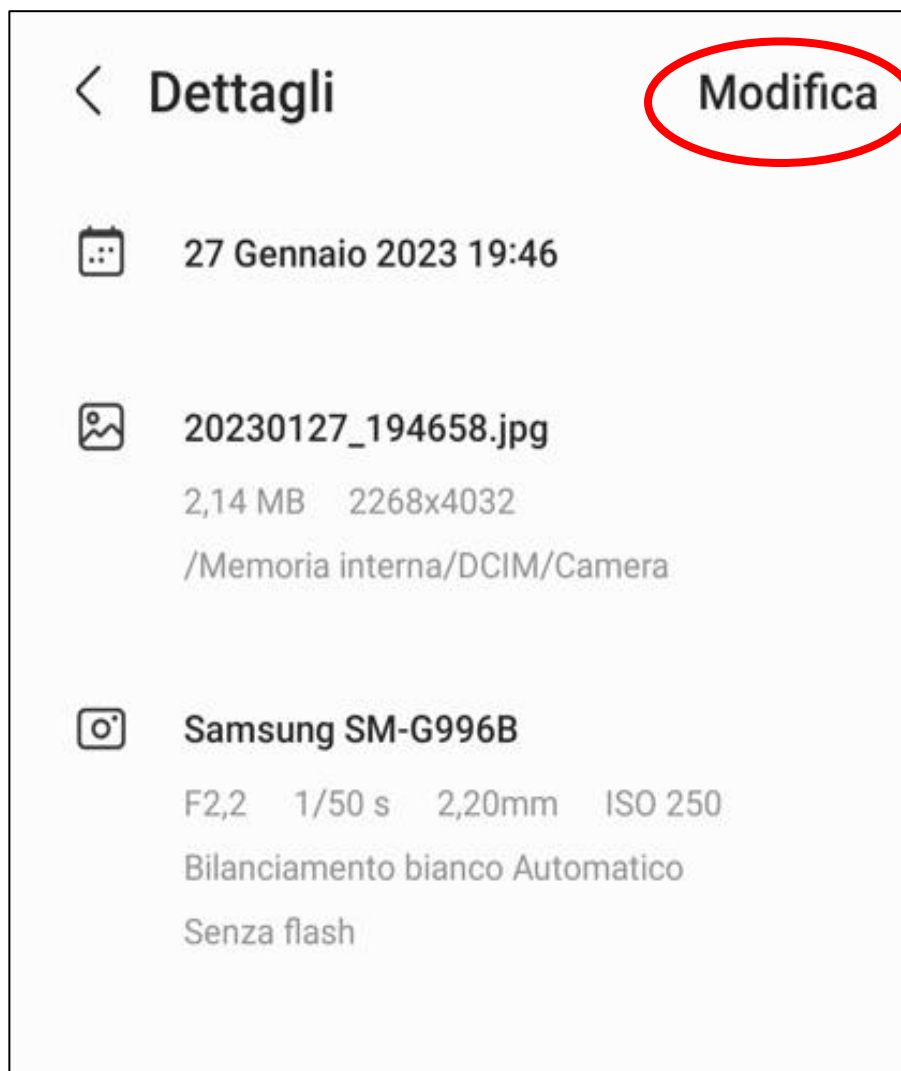 Dettagli Modifica
27 Gennaio 2023 19:46
20230127_194658.jpg
2,14 MB 2268x4032
/Memoria interna/DCIM/Camera
Samsung SM-G996B
F2,2 1/50 s 2,20mm ISO 250
Bilanciamento bianco Automatico
Senza flash